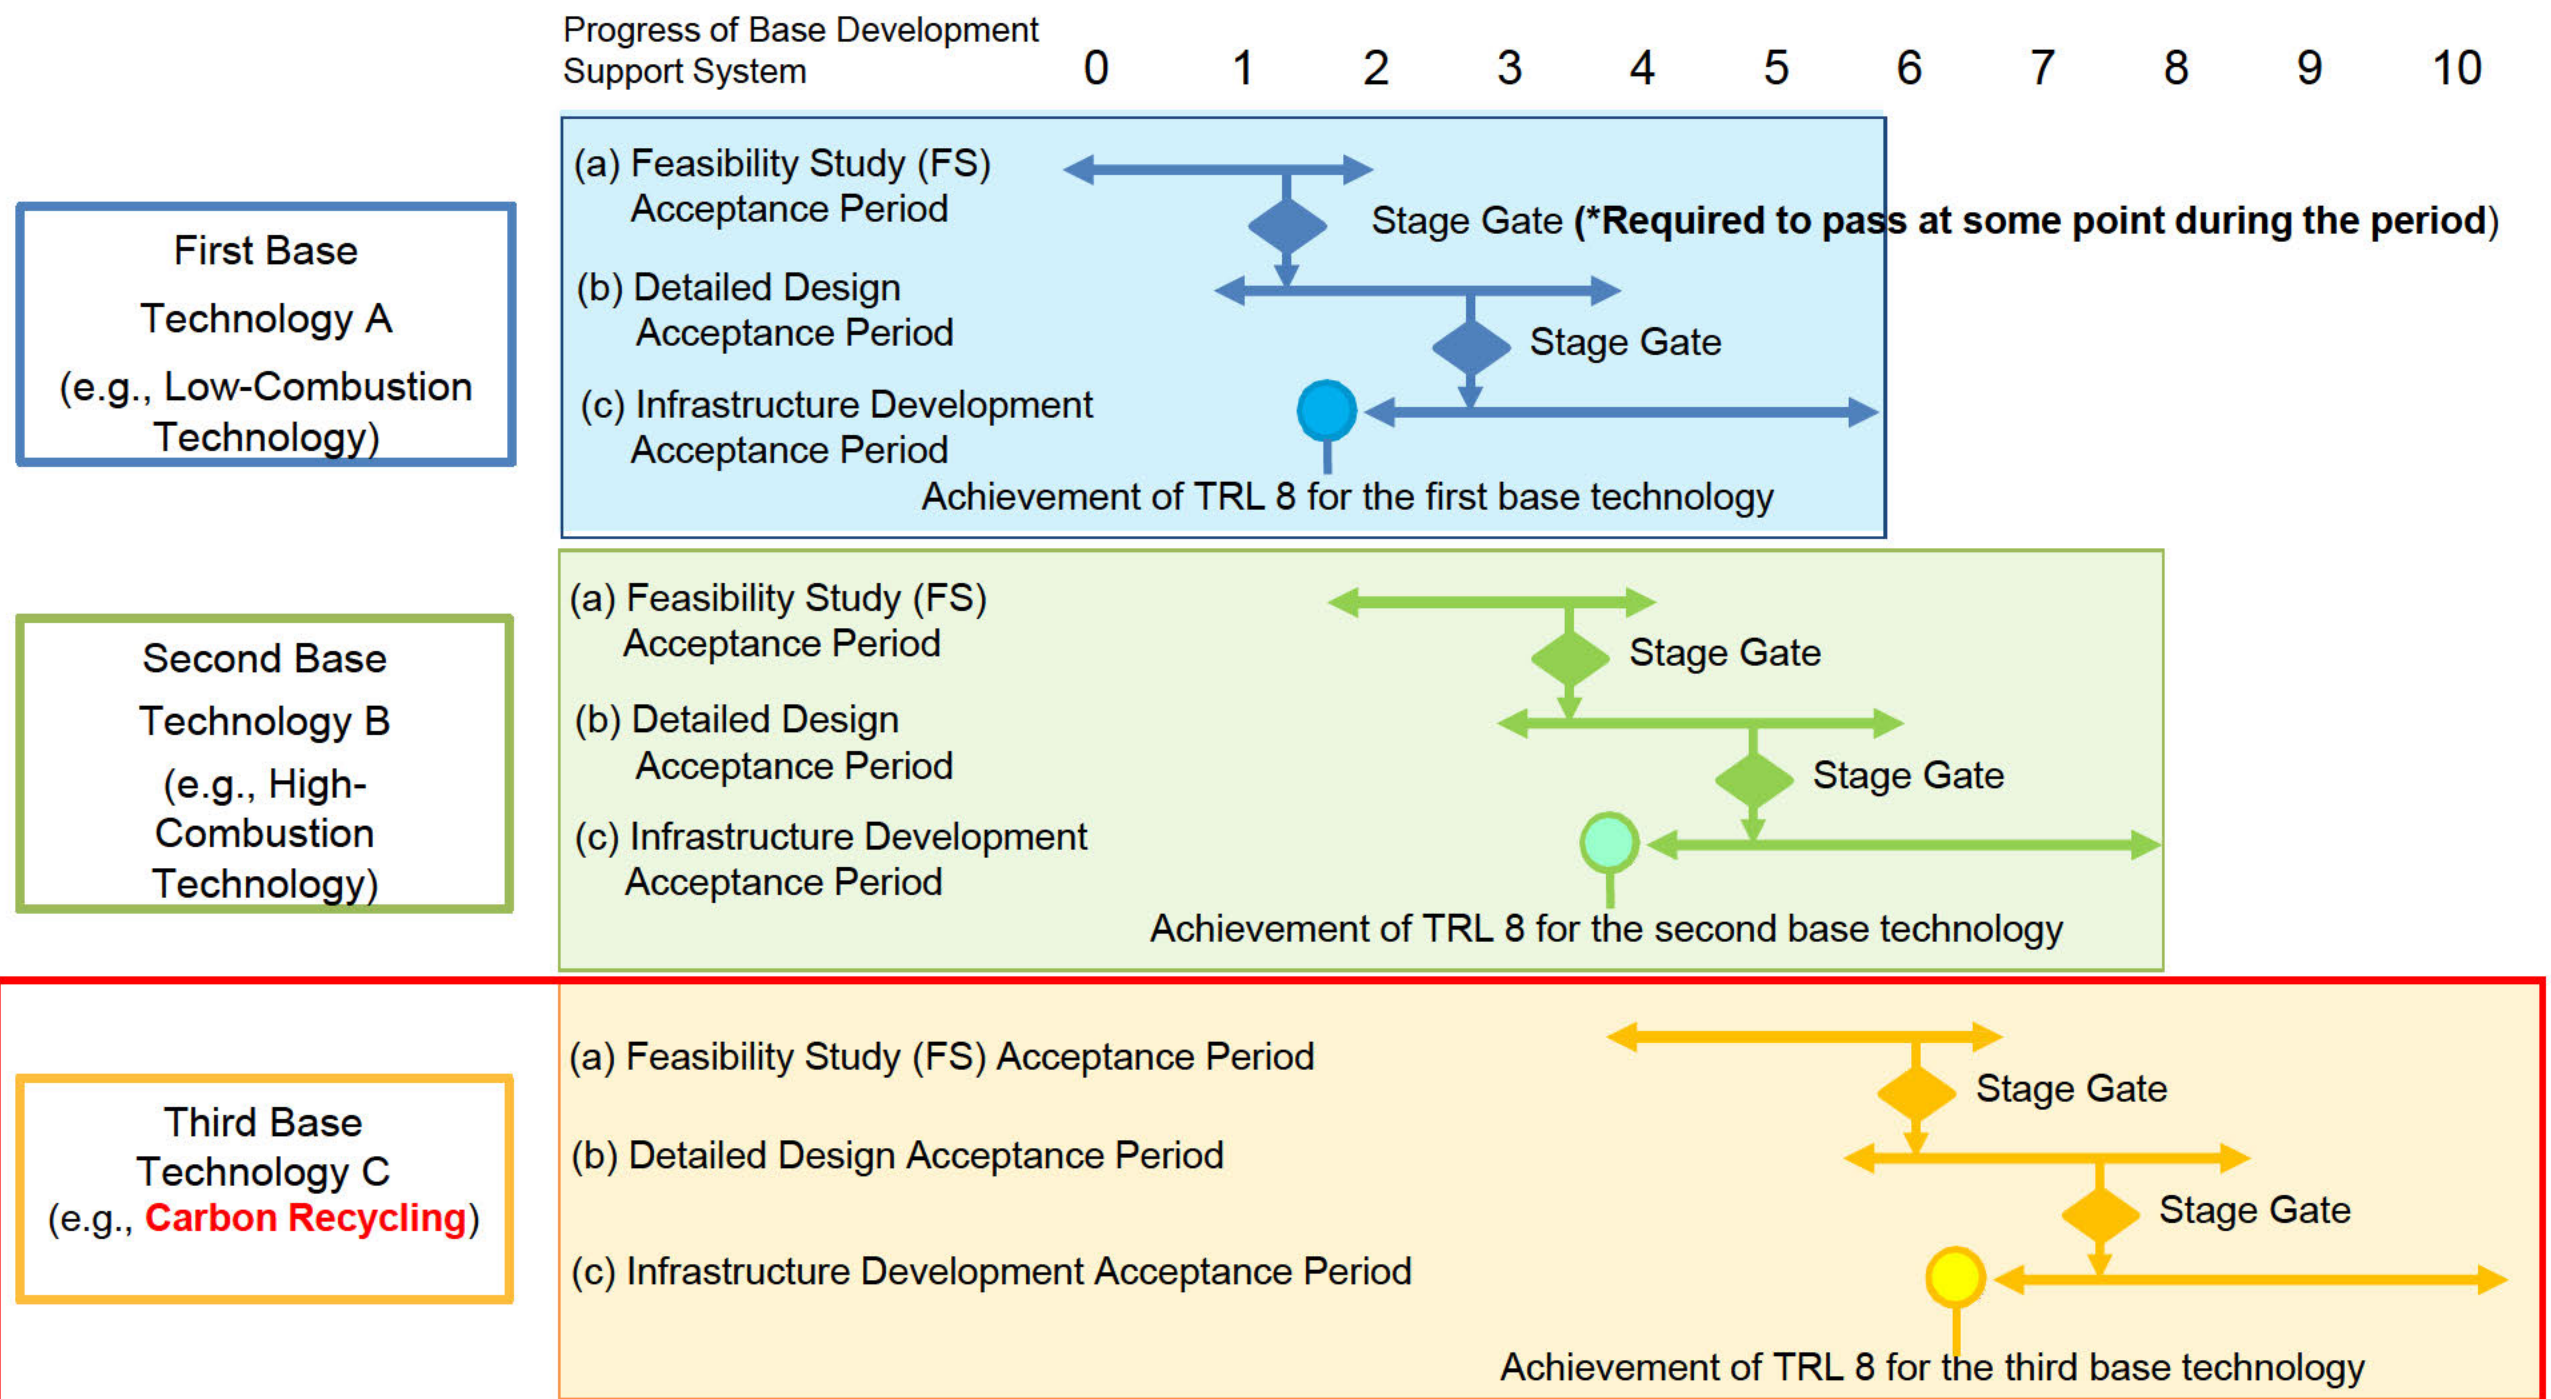 Progress of Base Development
Support System
0 1 2 3 4 5 6 7 8 9 10
First Base
Technology A
(e.g., Low-Combustion
Technology)
(a) Feasibility Study (FS)
Acceptance Period
Stage Gate (*Required to pass at some point during the period)
(b) Detailed Design
Acceptance Period
Stage Gate
(c) Infrastructure Development
Acceptance Period
Achievement of TRL 8 for the first base technology
Second Base
Technology B
(e.g., High-
Combustion
Technology)
(a) Feasibility Study (FS)
Acceptance Period
Stage Gate
(b) Detailed Design
Acceptance Period
Stage Gate
(c) Infrastructure Development
Acceptance Period
Achievement of TRL 8 for the second base technology
Third Base
Technology C
(e.g., Carbon Recycling)
(a) Feasibility Study (FS) Acceptance Period
Stage Gate
(b) Detailed Design Acceptance Period
Stage Gate
(c) Infrastructure Development Acceptance Period
Achievement of TRL 8 for the third base technology